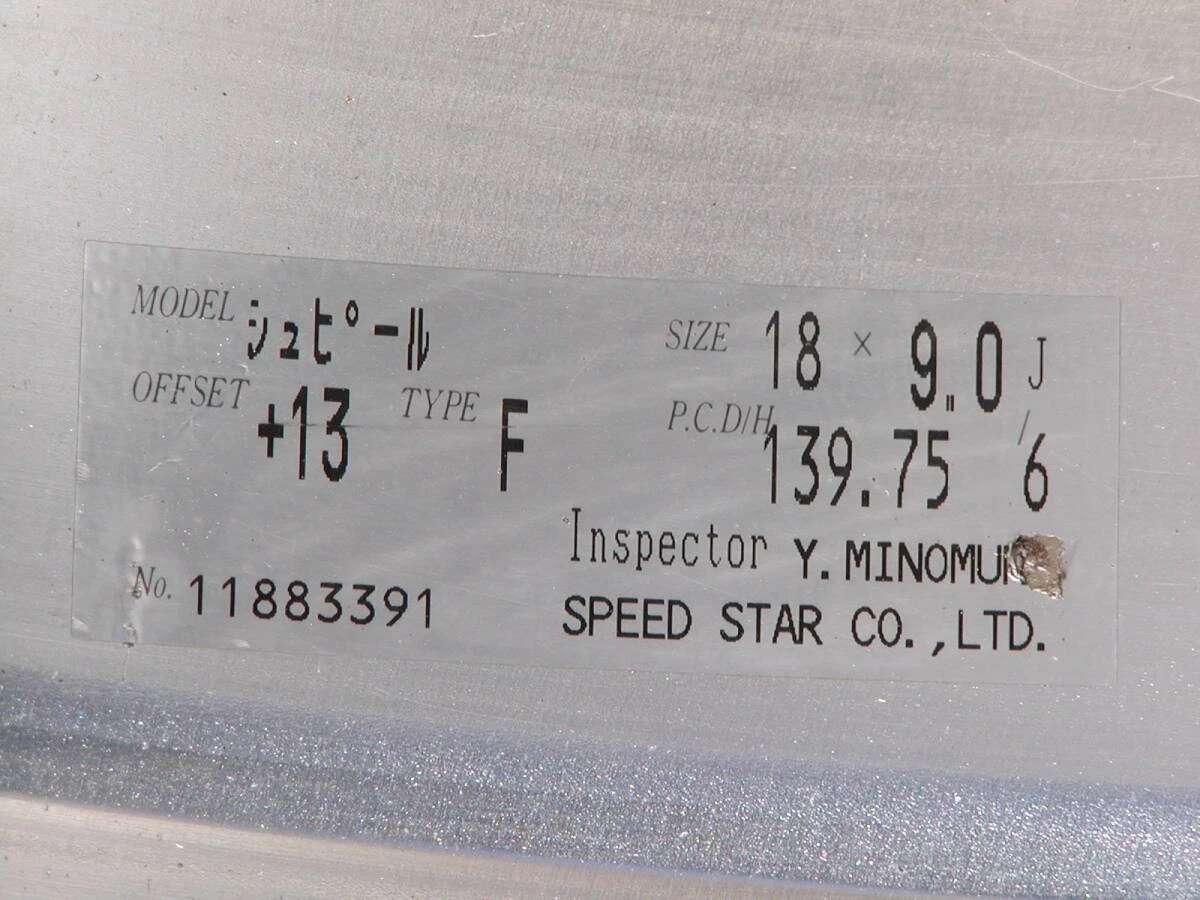 MODEL ｼｭﾋﾟｰﾙ SIZE 18 × 9.0 J
OFFSET +13 TYPE F P.C.D/H 139.75 / 6
Inspector Y.
No. 11883391 SPEED STAR CO.,LTD.